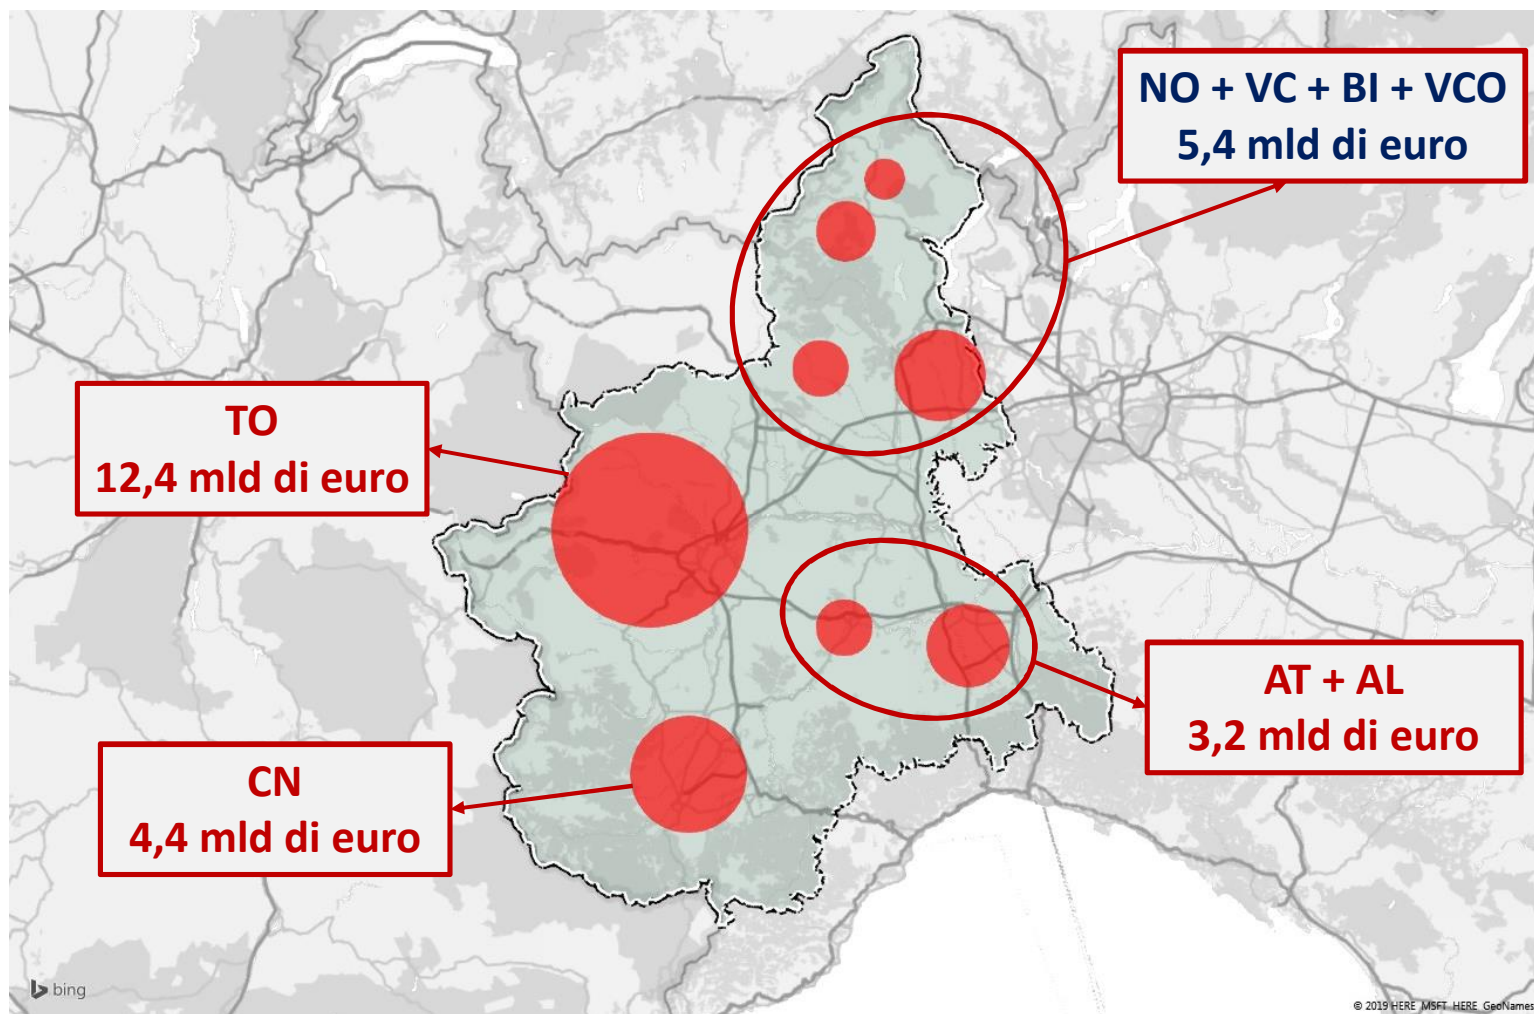 NO + VC + BI + VCO
5,4 mld di euro
TO
12,4 mld di euro
AT + AL
3,2 mld di euro
CN
4,4 mld di euro
bing
© 2019 HERE MSFT HERE GeoNames